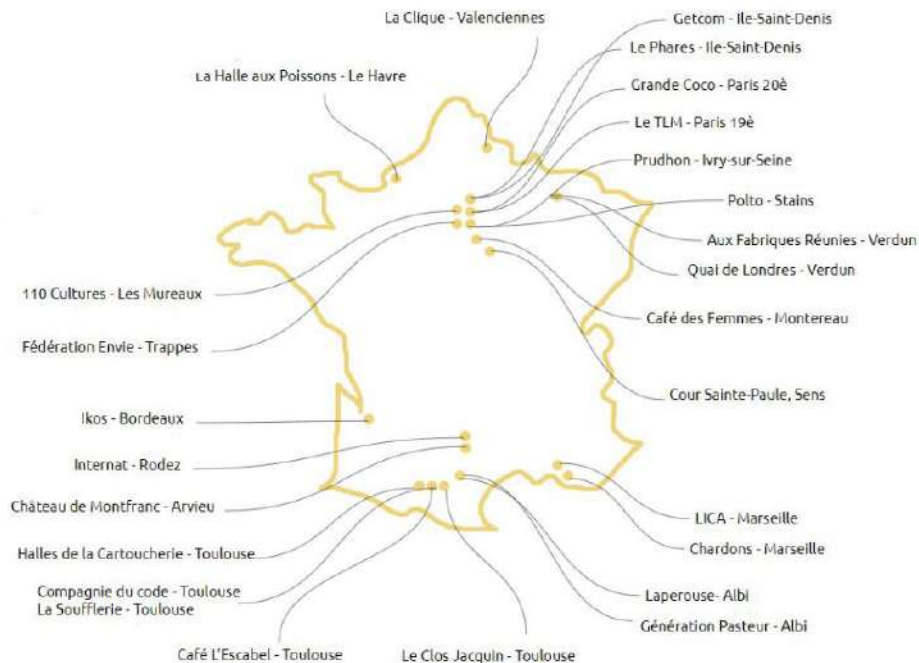 La Clique - Valenciennes
Getcom - Ile-Saint-Denis
Le Phares - Ile-Saint-Denis
La Halle aux Poissons - Le Havre
Grande Coco - Paris 20è
Le TLM - Paris 19è
Prudhon - Ivry-sur-Seine
Polto - Stains
Aux Fabriques Réunies - Verdun
Quai de Londres - Verdun
110 Cultures - Les Mureaux
Café des Femmes - Montereau
Fédération Envie - Trappes
Cour Sainte-Paule, Sens
Ikos - Bordeaux
Internat - Rodez
Château de Montfranc - Arvieu
LICA - Marseille
Halles de la Cartoucherie - Toulouse
Chardons - Marseille
Compagnie du code - Toulouse
La Soufflerie - Toulouse
Laperouse- Albi
Génération Pasteur - Albi
Café L'Escabel - Toulouse
Le Clos Jacquin - Toulouse